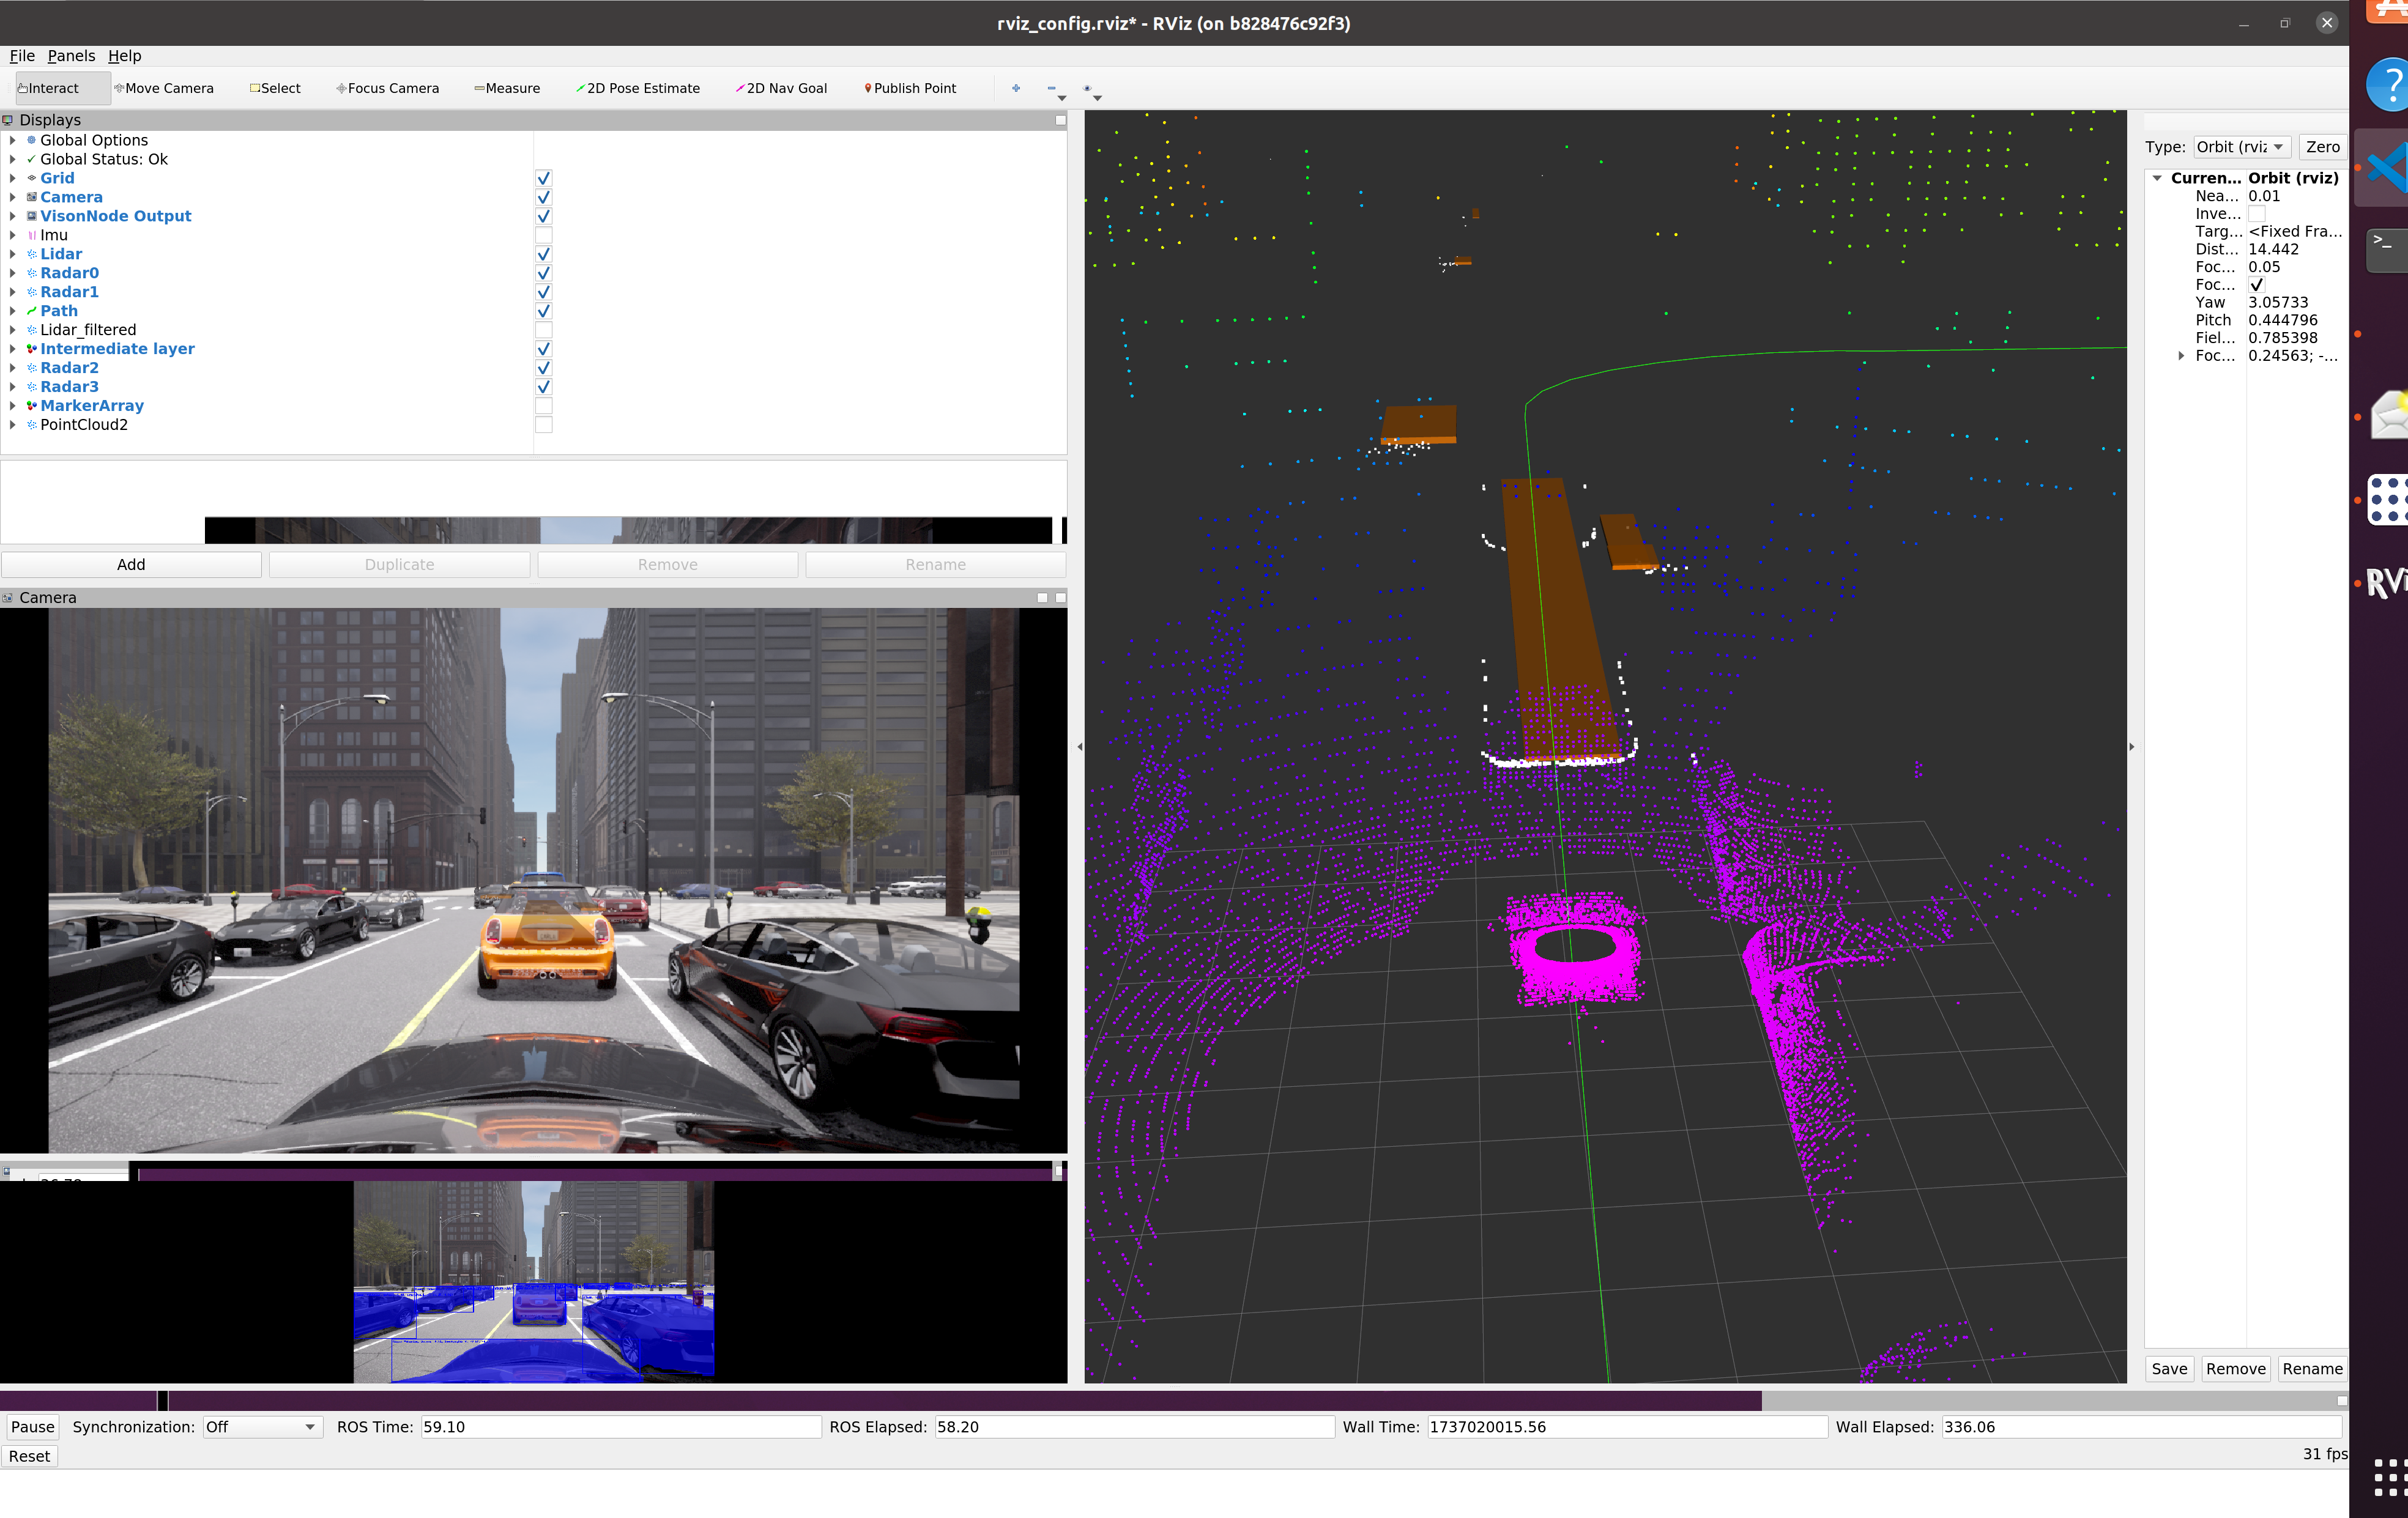 rviz_config.rviz* - RViz (on b828476c92f3)
File Panels Help
Interact Move Camera Select Focus Camera Measure 2D Pose Estimate 2D Nav Goal Publish Point
Displays
Global Options
Global Status: Ok
Grid
Camera
VisonNode Output
Imu
Lidar
Radar0
Radar1
Path
Lidar_filtered
Intermediate layer
Radar2
Radar3
MarkerArray
PointCloud2
Add Duplicate Remove Rename
Camera
Type: Orbit (rviz Zero
Curren... Orbit (rviz)
Nea... 0.01
Inve...
Targ... <Fixed Fra...
Dist... 14.442
Foc... 0.05
Foc...
Yaw 3.05733
Pitch 0.444796
Fiel... 0.785398
Foc... 0.24563; -...
Save Remove Rename
Pause Synchronization: Off ROS Time: 59.10 ROS Elapsed: 58.20 Wall Time: 1737020015.56 Wall Elapsed: 336.06
Reset 31 fps
?
>_
RVi